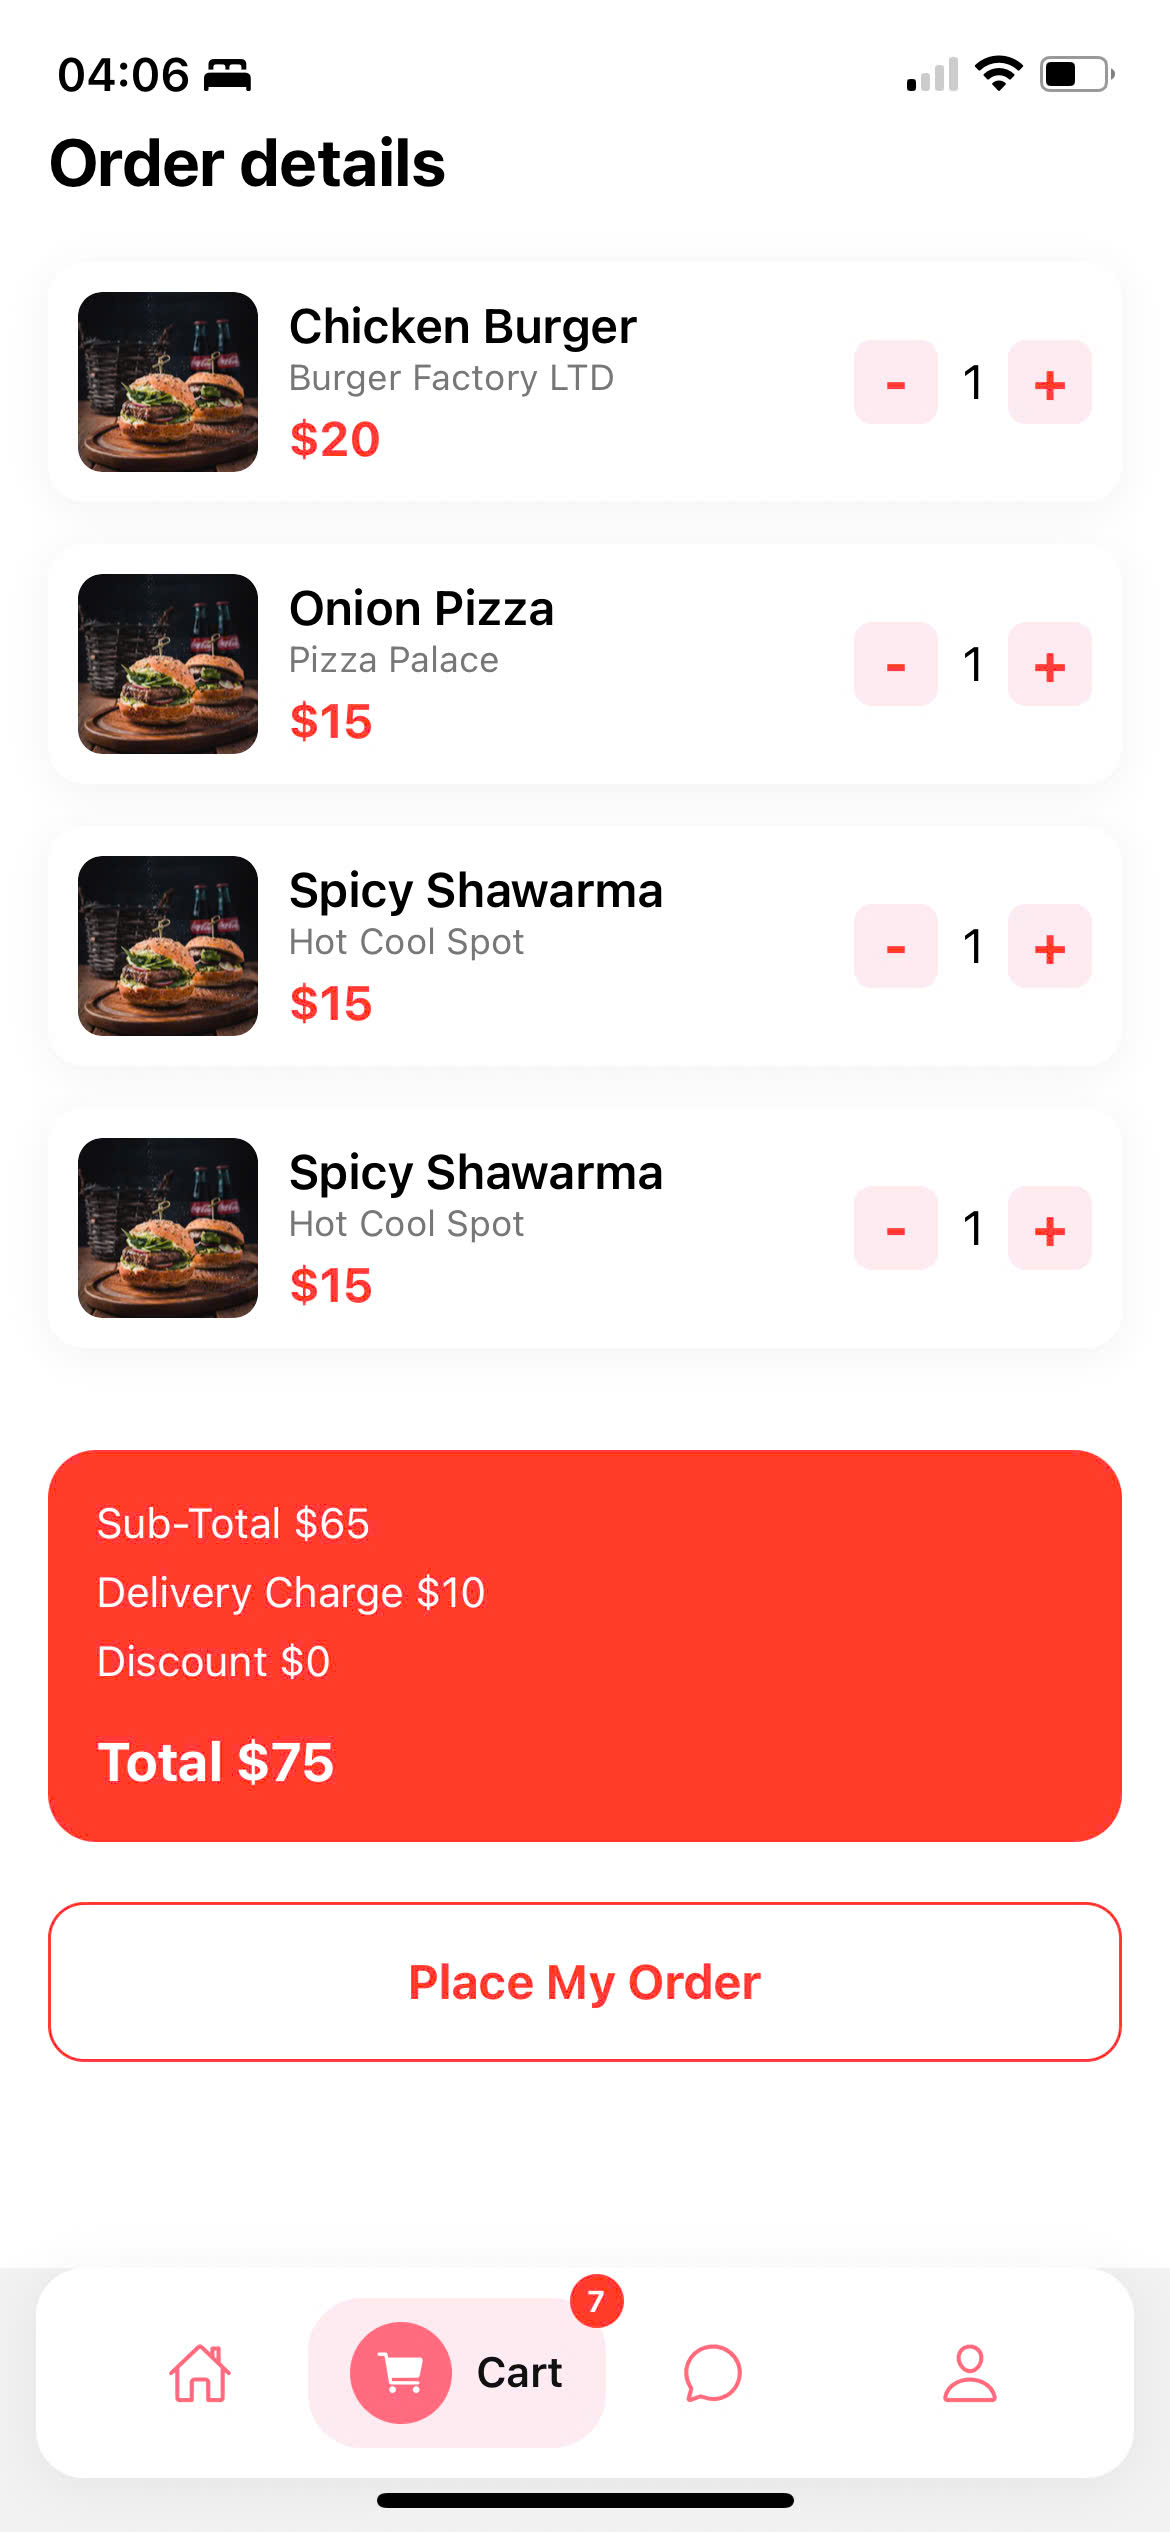 04:06
Order details
Chicken Burger
Burger Factory LTD
$20
- 1 +
Onion Pizza
Pizza Palace
$15
- 1 +
Spicy Shawarma
Hot Cool Spot
$15
- 1 +
Spicy Shawarma
Hot Cool Spot
$15
- 1 +
Sub-Total $65
Delivery Charge $10
Discount $0
Total $75
Place My Order
7
Cart